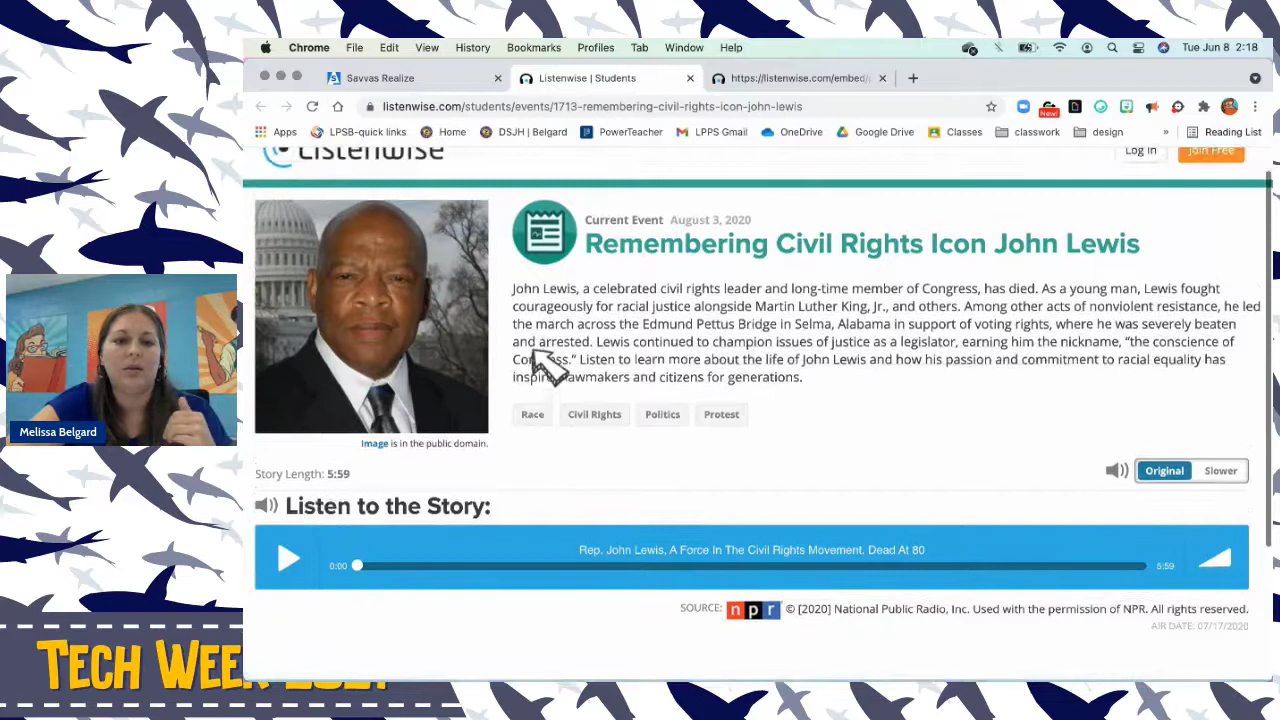 Chrome File Edit View History Bookmarks Profiles Tab Window Help Tue Jun 8 2:18
Savvas Realize Listenwise | Students https://listenwise.com/embed/
listenwise.com/students/events/1713-remembering-civil-rights-icon-john-lewis New!
Apps LPSB-quick links Home DSJH | Belgard PowerTeacher LPPS Gmail OneDrive Google Drive Classes classwork design » Reading List
Listenwise Log In Join Free
Current Event August 3, 2020
Remembering Civil Rights Icon John Lewis
John Lewis, a celebrated civil rights leader and long-time member of Congress, has died. As a young man, Lewis fought
courageously for racial justice alongside Martin Luther King, Jr., and others. Among other acts of nonviolent resistance, he led
the march across the Edmund Pettus Bridge in Selma, Alabama in support of voting rights, where he was severely beaten
and arrested. Lewis continued to champion issues of justice as a legislator, earning him the nickname, “the conscience of
Congress.” Listen to learn more about the life of John Lewis and how his passion and commitment to racial equality has
inspired lawmakers and citizens for generations.
Race Civil Rights Politics Protest
Melissa Belgard
Image is in the public domain.
Story Length: 5:59
Original Slower
Listen to the Story:
Rep. John Lewis, A Force In The Civil Rights Movement, Dead At 80
0:00 5:59
SOURCE: npr © [2020] National Public Radio, Inc. Used with the permission of NPR. All rights reserved.
AIR DATE: 07/17/2020
TECH WEEK